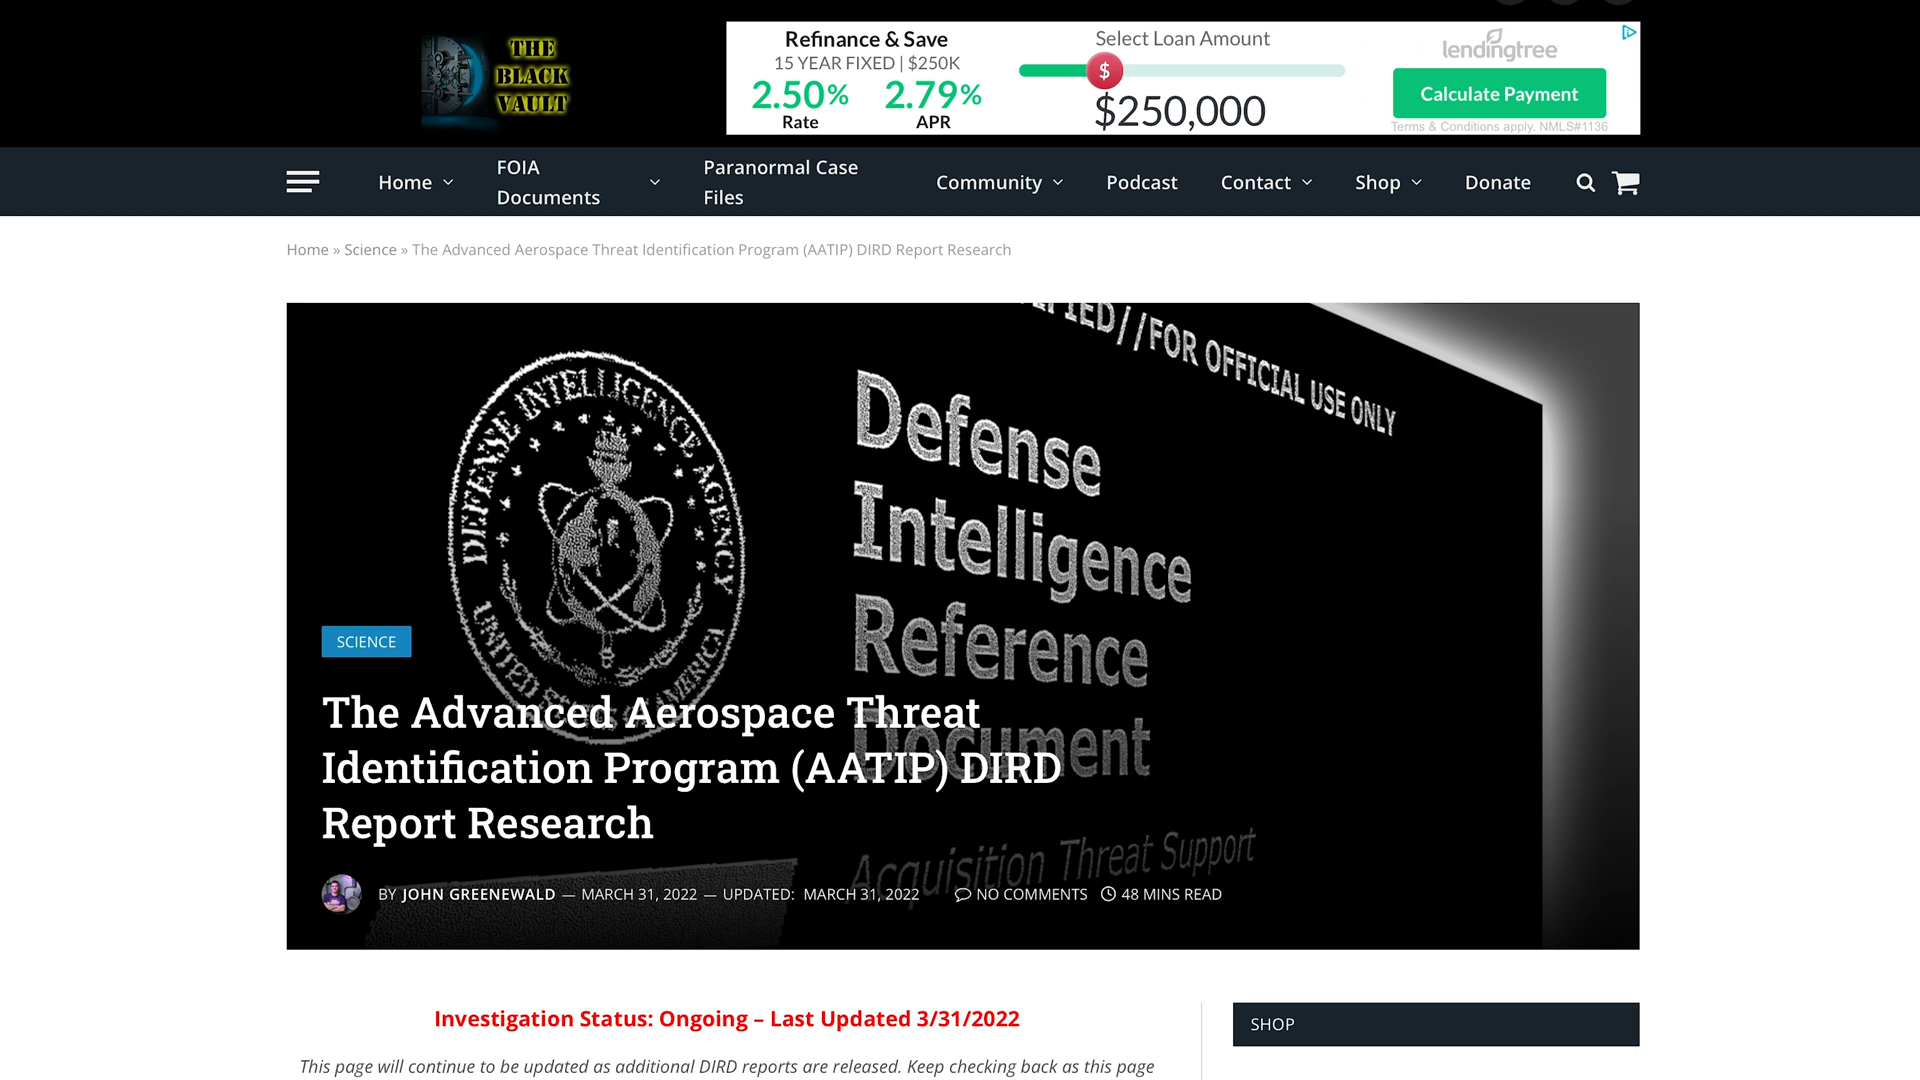 THE
BLACK
VAULT
Refinance & Save
15 YEAR FIXED | $250K
2.50% 2.79%
Rate APR
Select Loan Amount
$
$250,000
lendingtree
Calculate Payment
Terms & Conditions apply. NMLS#1136
Home
FOIA
Documents
Paranormal Case
Files
Community
Podcast
Contact
Shop
Donate
Home » Science » The Advanced Aerospace Threat Identification Program (AATIP) DIRD Report Research
//FOR OFFICIAL USE ONLY
DEFENSE INTELLIGENCE AGENCY
UNITED STATES OF AMERICA
Defense
Intelligence
Reference
Document
Acquisition Threat Support
SCIENCE
The Advanced Aerospace Threat
Identification Program (AATIP) DIRD
Report Research
BY JOHN GREENEWALD — MARCH 31, 2022 — UPDATED: MARCH 31, 2022 NO COMMENTS 48 MINS READ
Investigation Status: Ongoing – Last Updated 3/31/2022
This page will continue to be updated as additional DIRD reports are released. Keep checking back as this page
SHOP